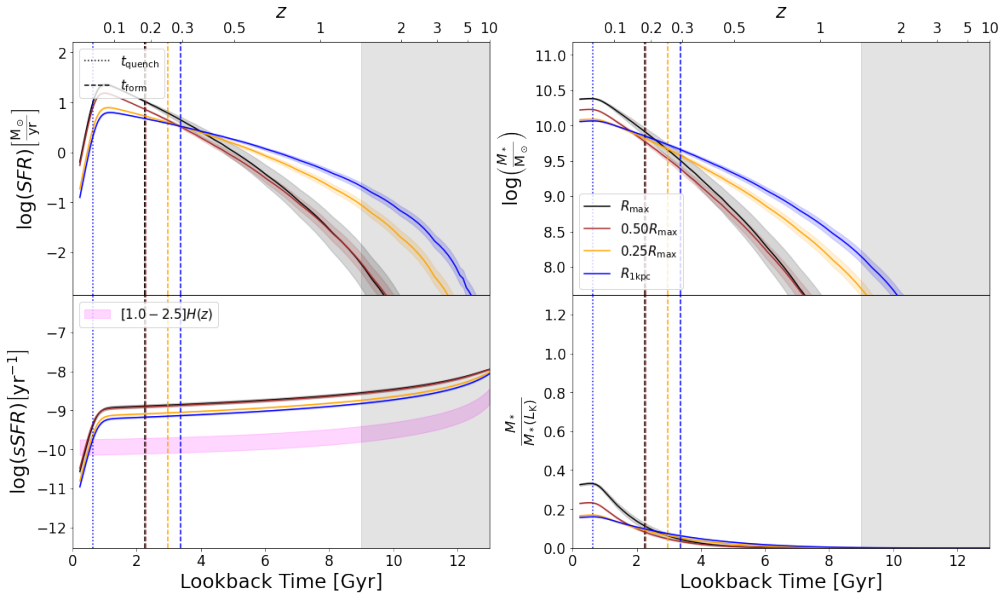 z
z
0.1 0.2 0.3 0.5 1 2 3 5 10
0.1 0.2 0.3 0.5 1 2 3 5 10
2
1
0
−1
−2
log(SFR)[M⊙/yr]
t_quench
t_form
11.0
10.5
10.0
9.5
9.0
8.5
8.0
log(M*/M⊙)
R_max
0.50R_max
0.25R_max
R_1kpc
−7
−8
−9
−10
−11
−12
log(sSFR)[yr⁻¹]
[1.0 − 2.5]H(z)
1.2
1.0
0.8
0.6
0.4
0.2
0.0
M*/M*(L_K)
0 2 4 6 8 10 12
0 2 4 6 8 10 12
Lookback Time [Gyr]
Lookback Time [Gyr]